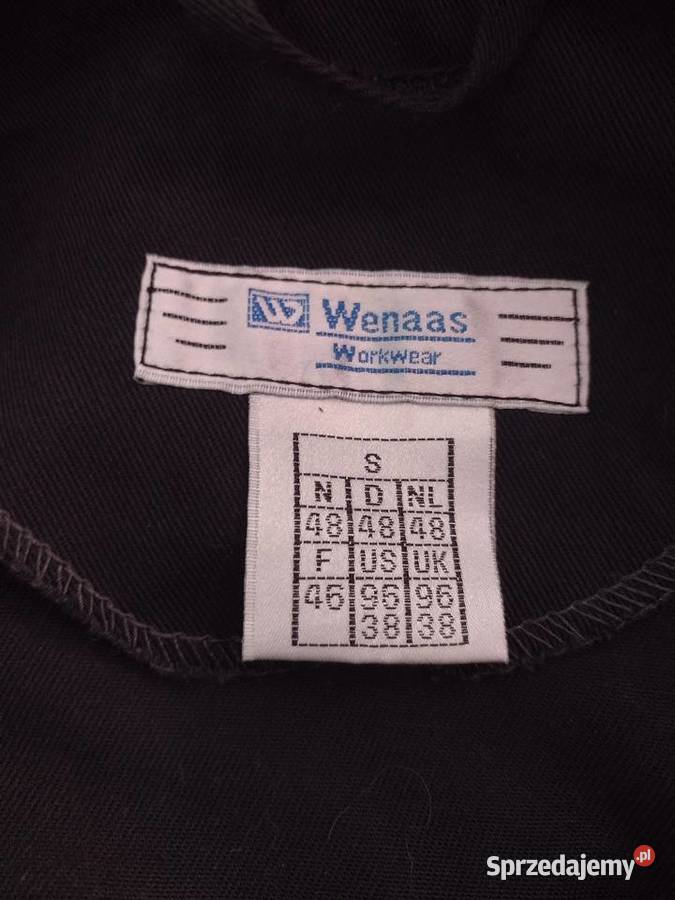 W Wenaas
Workwear
S
N D NL
48 48 48
F US UK
46 96 96
38 38
Sprzedajemy.pl